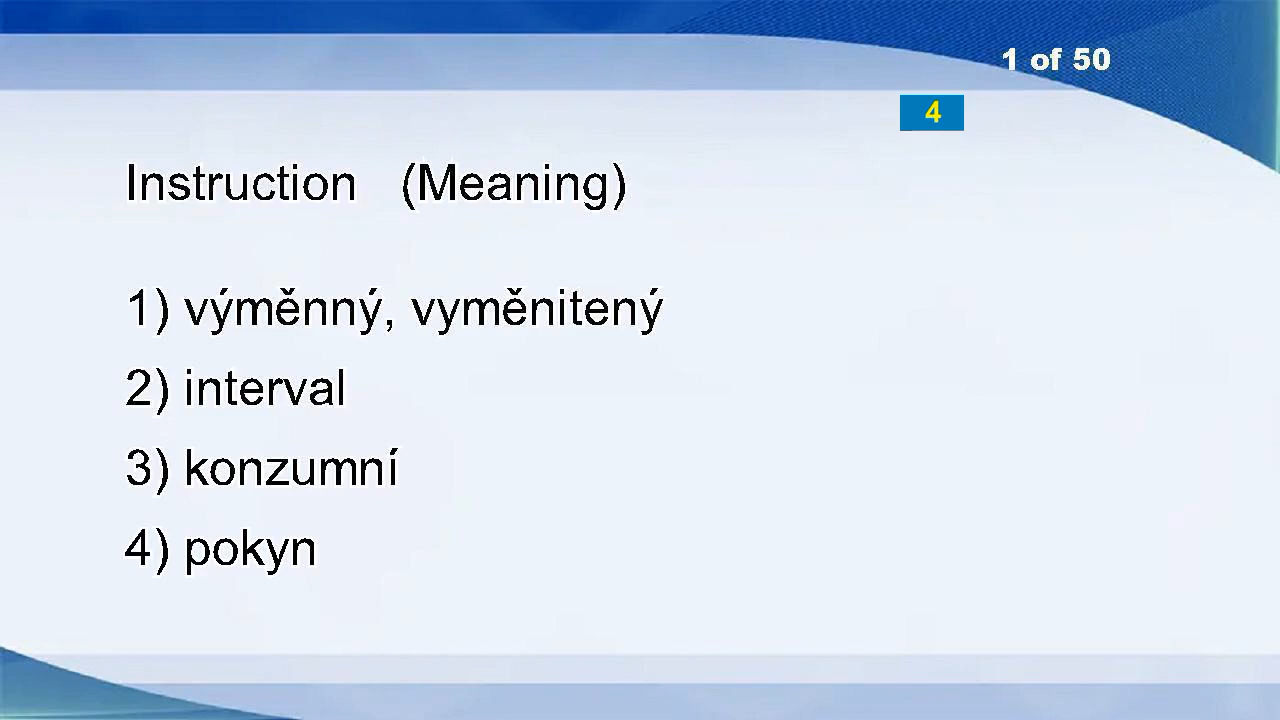 1 of 50
4
Instruction (Meaning)
1) výměnný, vyměnitený
2) interval
3) konzumní
4) pokyn